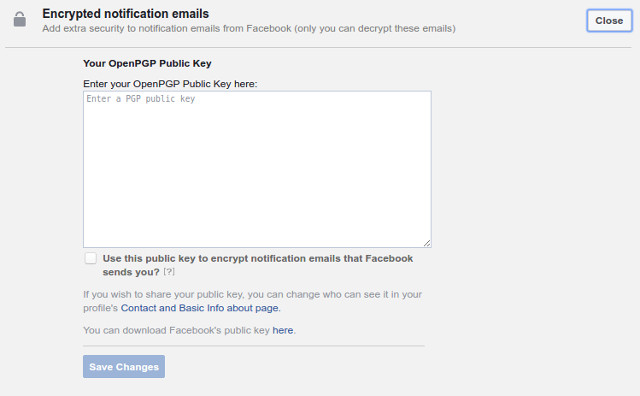 Encrypted notification emails
Add extra security to notification emails from Facebook (only you can decrypt these emails)
Close
Your OpenPGP Public Key
Enter your OpenPGP Public Key here:
Enter a PGP public key
Use this public key to encrypt notification emails that Facebook
sends you? [?]
If you wish to share your public key, you can change who can see it in your
profile's Contact and Basic Info about page.
You can download Facebook's public key here.
Save Changes